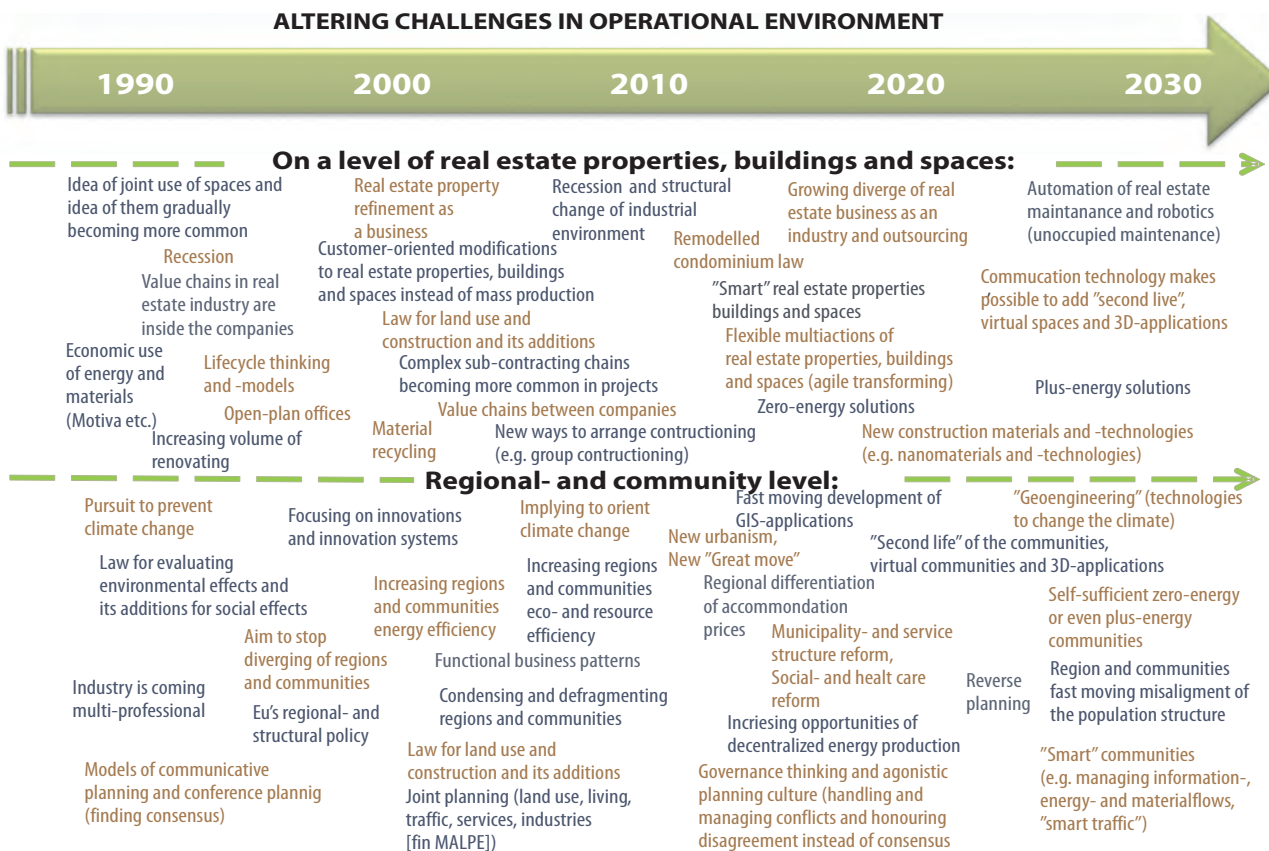 ALTERING CHALLENGES IN OPERATIONAL ENVIRONMENT
1990
2000
2010
2020
2030
On a level of real estate properties, buildings and spaces:
Idea of joint use of spaces and
idea of them gradually
becoming more common
Recession
Value chains in real
estate industry are
inside the companies
Economic use
of energy and
materials
(Motiva etc.)
Lifecycle thinking
and -models
Open-plan offices
Increasing volume of
renovating
Real estate property
refinement as
a business
Customer-oriented modifications
to real estate properties, buildings
and spaces instead of mass production
Law for land use and
construction and its additions
Complex sub-contracting chains
becoming more common in projects
Value chains between companies
Material
recycling
New ways to arrange contructioning
(e.g. group contructioning)
Recession and structural
change of industrial
environment
Remodelled
condominium law
Growing diverge of real
estate business as an
industry and outsourcing
"Smart" real estate properties
buildings and spaces
Flexible multiactions of
real estate properties, buildings
and spaces (agile transforming)
Zero-energy solutions
Automation of real estate
maintanance and robotics
(unoccupied maintenance)
Commucation technology makes
possible to add "second live",
virtual spaces and 3D-applications
Plus-energy solutions
New construction materials and -technologies
(e.g. nanomaterials and -technologies)
Regional- and community level:
Pursuit to prevent
climate change
Law for evaluating
environmental effects and
its additions for social effects
Aim to stop
diverging of regions
and communities
Industry is coming
multi-professional
Eu's regional- and
structural policy
Models of communicative
planning and conference plannig
(finding consensus)
Focusing on innovations
and innovation systems
Increasing regions
and communities
energy efficiency
Functional business patterns
Condensing and defragmenting
regions and communities
Law for land use and
construction and its additions
Joint planning (land use, living,
traffic, services, industries
[fin MALPE])
Implying to orient
climate change
Increasing regions
and communities
eco- and resource
efficiency
New urbanism,
New "Great move"
Fast moving development of
GIS-applications
Regional differentiation
of accommondation
prices
Municipality- and service
structure reform,
Social- and healt care
reform
Incriesing opportunities of
decentralized energy production
Governance thinking and agonistic
planning culture (handling and
managing conflicts and honouring
disagreement instead of consensus
"Geoengineering" (technologies
to change the climate)
"Second life" of the communities,
virtual communities and 3D-applications
Self-sufficient zero-energy
or even plus-energy
communities
Reverse
planning
Region and communities
fast moving misaligment of
the population structure
"Smart" communities
(e.g. managing information-,
energy- and materialflows,
"smart traffic")